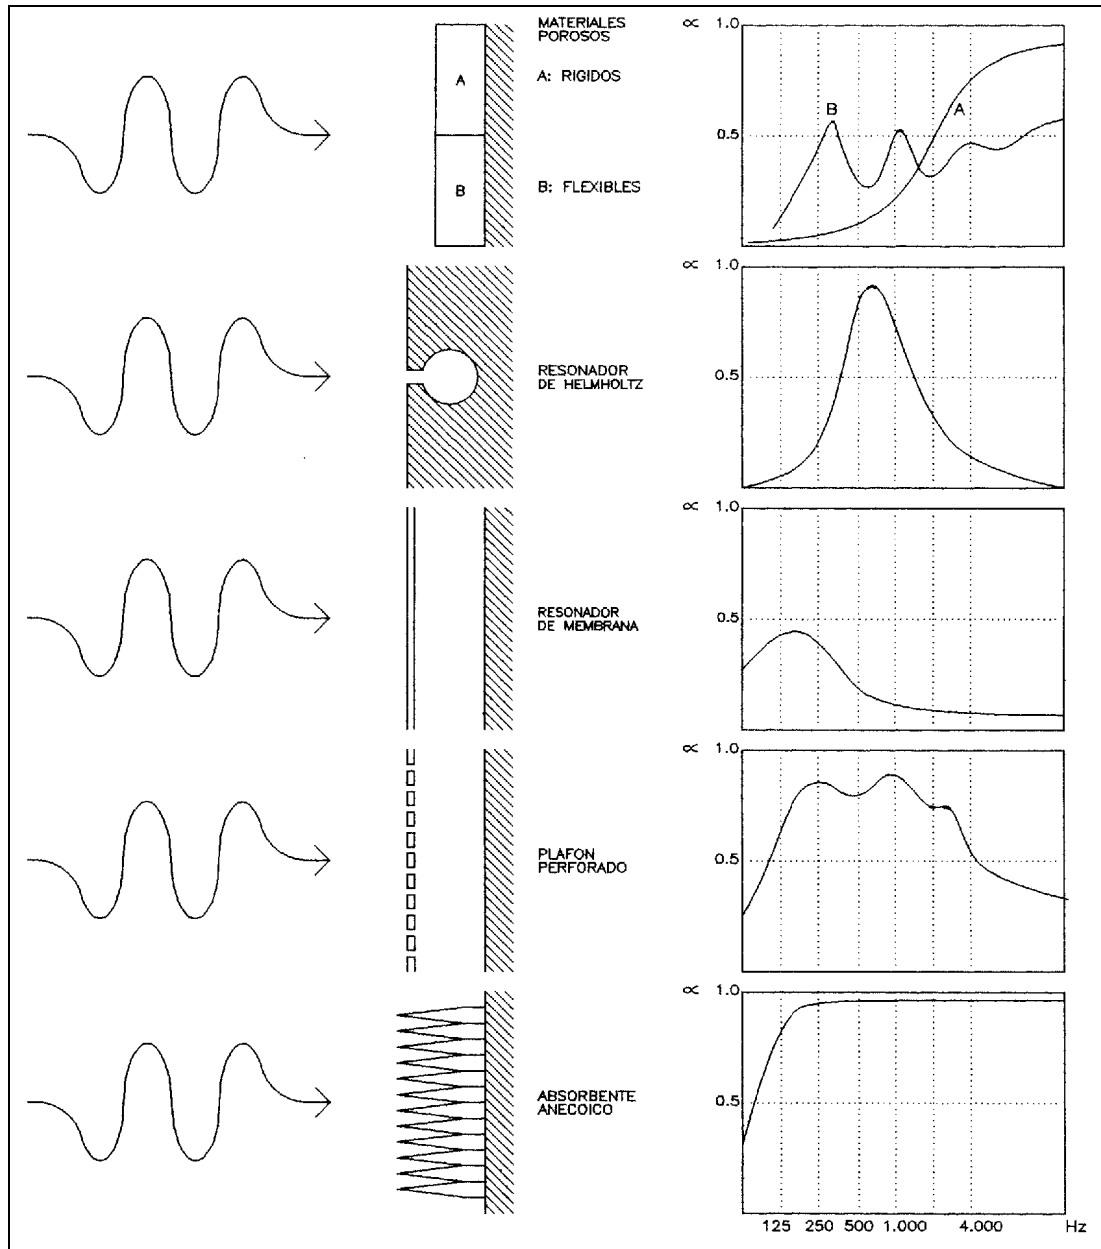 MATERIALES
POROSOS
A
A: RIGIDOS
B
B: FLEXIBLES
∝ 1.0
B
A
0.5
RESONADOR
DE HELMHOLTZ
∝ 1.0
0.5
RESONADOR
DE MEMBRANA
∝ 1.0
0.5
PLAFON
PERFORADO
∝ 1.0
0.5
ABSORBENTE
ANECOICO
∝ 1.0
0.5
125 250 500 1.000 4.000 Hz